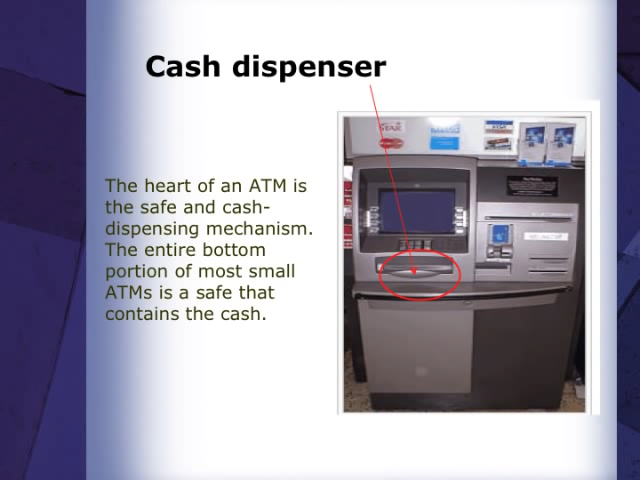 Cash dispenser
The heart of an ATM is
the safe and cash-
dispensing mechanism.
The entire bottom
portion of most small
ATMs is a safe that
contains the cash.
STAR